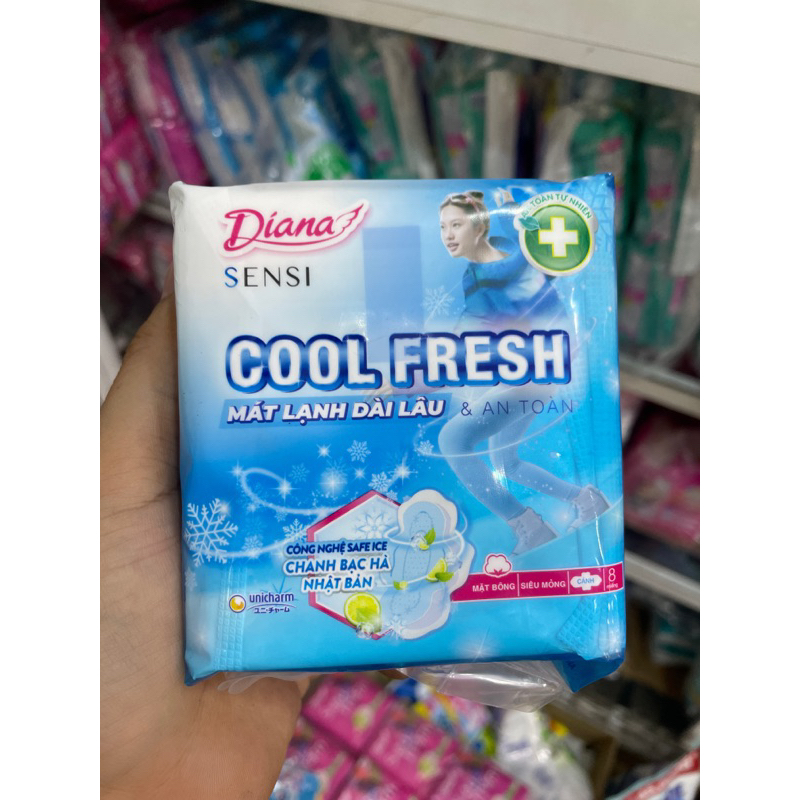 Diana
SENSI
AN TOÀN TỰ NHIÊN
COOL FRESH
MÁT LẠNH DÀI LÂU & AN TOÀN
CÔNG NGHỆ SAFE ICE
CHANH BẠC HÀ
NHẬT BẢN
unicharm
ユニ・チャーム
MẶT BÔNG SIÊU MỎNG CÁNH 8